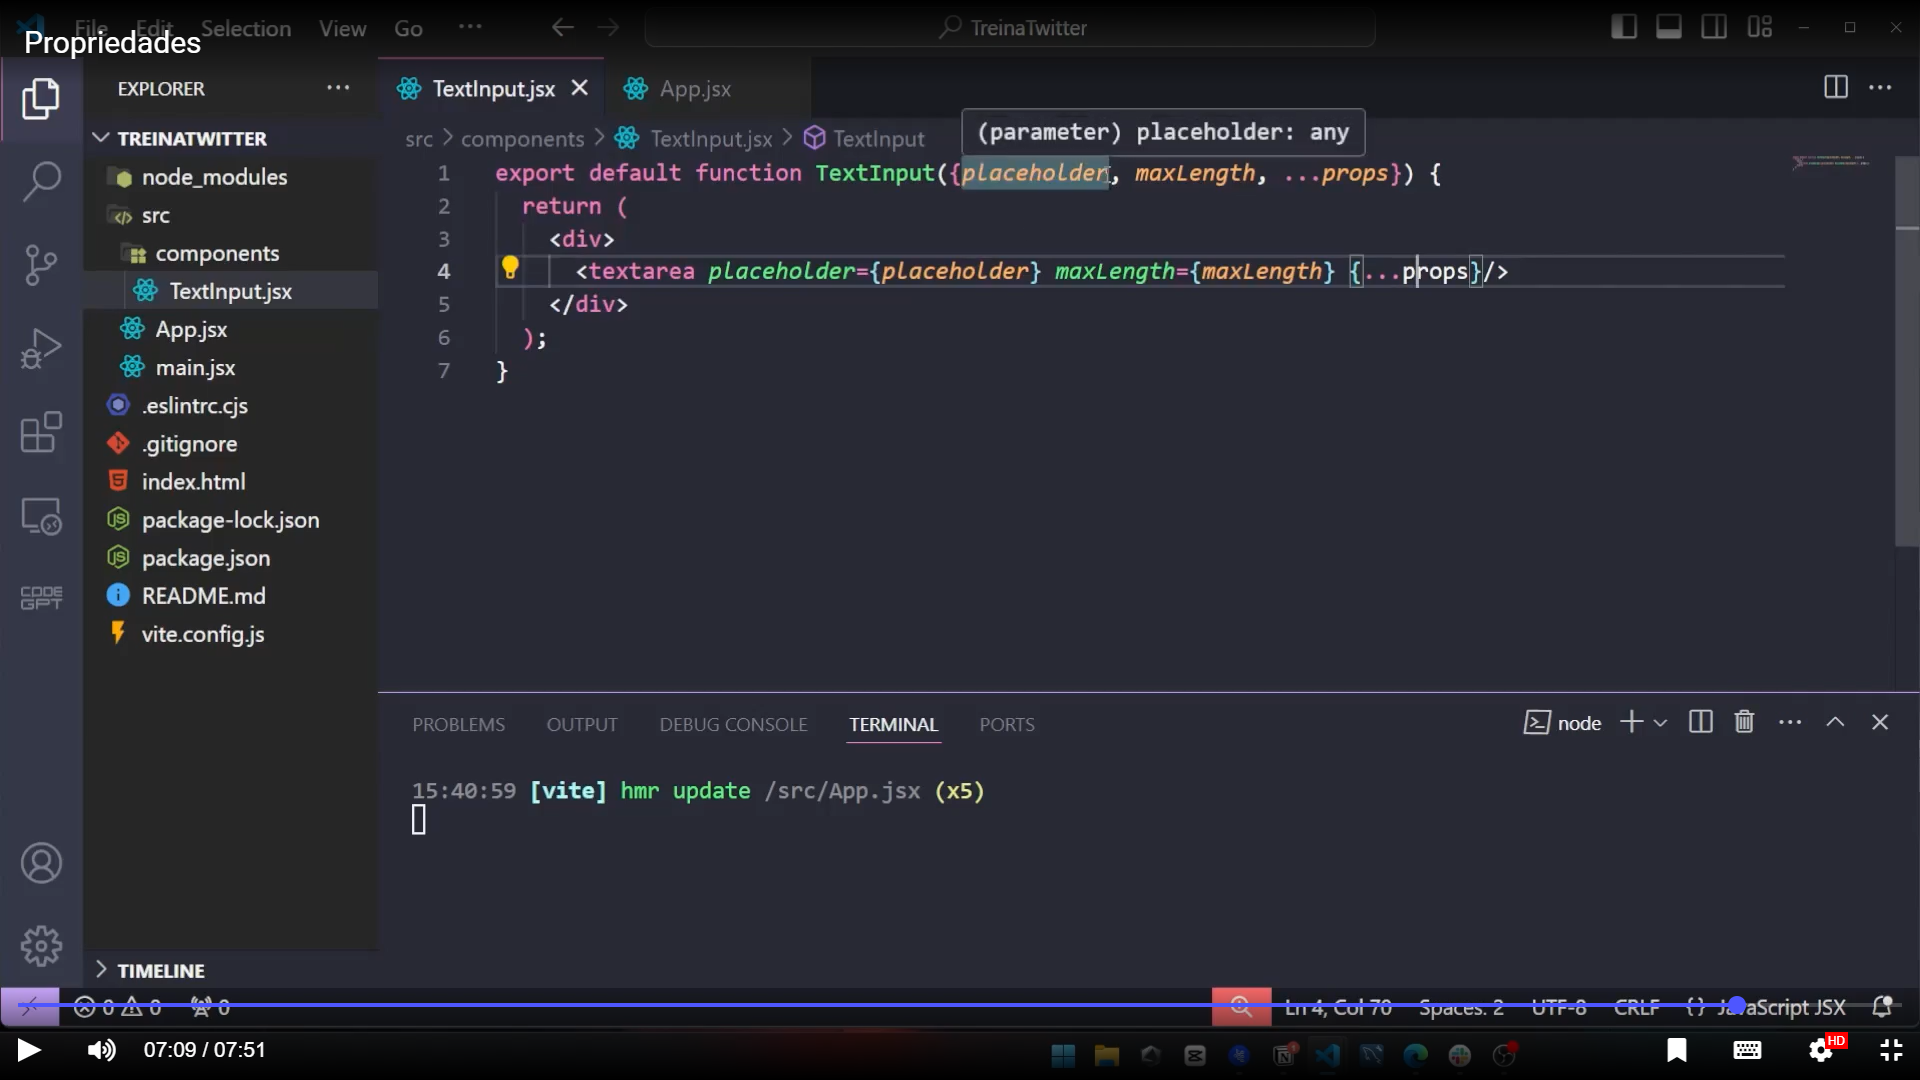 File Edit Selection View Go ···
TreinaTwitter
Propriedades
EXPLORER ···
TextInput.jsx
App.jsx
TREINATWITTER
src > components > TextInput.jsx > TextInput
(parameter) placeholder: any
node_modules
src
components
TextInput.jsx
App.jsx
main.jsx
.eslintrc.cjs
.gitignore
index.html
package-lock.json
package.json
README.md
vite.config.js
CODE
GPT
TIMELINE
1 export default function TextInput({placeholder, maxLength, ...props}) {
2 return (
3 <div>
4 <textarea placeholder={placeholder} maxLength={maxLength} {...props}/>
5 </div>
6 );
7 }
PROBLEMS OUTPUT DEBUG CONSOLE TERMINAL PORTS
node
15:40:59 [vite] hmr update /src/App.jsx (x5)
0 0 0
Ln 4, Col 70 Spaces: 2 UTF-8 CRLF {} JavaScript JSX
07:09 / 07:51
HD